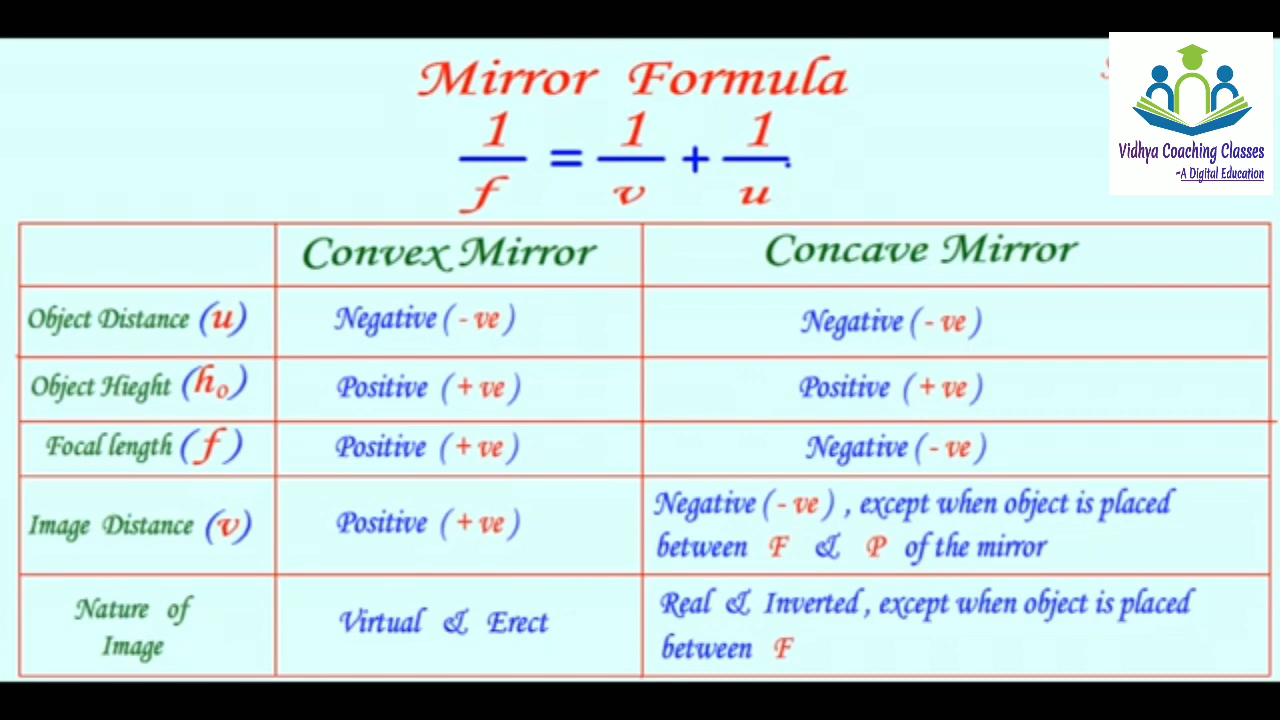 Mirror Formula
1/f = 1/v + 1/u
Vidhya Coaching Classes
~A Digital Education
Convex Mirror
Concave Mirror
Object Distance (u)
Negative ( - ve )
Negative ( - ve )
Object Hieght (ho)
Positive ( + ve )
Positive ( + ve )
Focal length ( f )
Positive ( + ve )
Negative ( - ve )
Image Distance (v)
Positive ( + ve )
Negative ( - ve ) , except when object is placed
between F & P of the mirror
Nature of
Image
Virtual & Erect
Real & Inverted , except when object is placed
between F